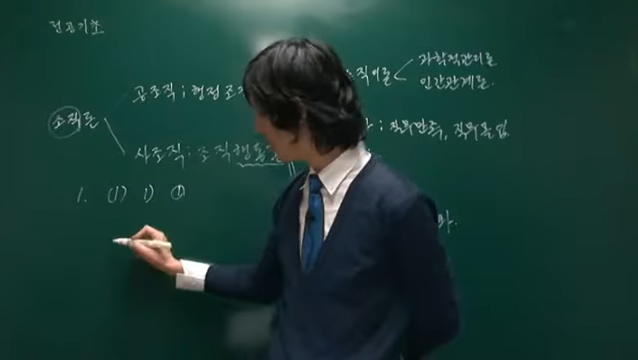 전공기초
조직론
공조직 ; 행정조
직이론
과학적관리론
인간관계론.
사조직 ; 조직행동
; 직무만족, 직무몰입
1. (1) 1) ①
화.